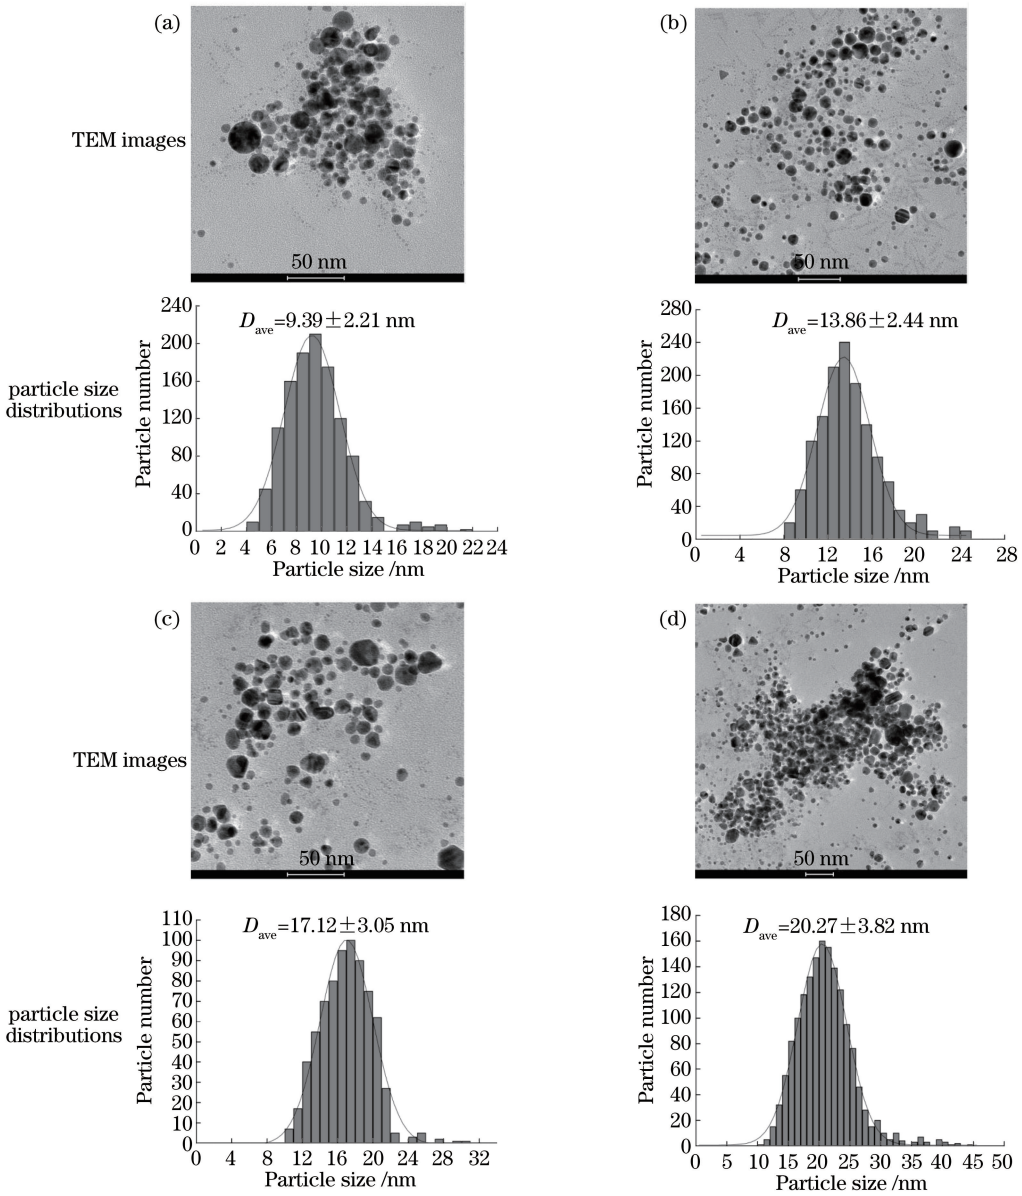 (a)
(b)
TEM images
50 nm
50 nm
240
200
160
120
80
40
0
Particle number
D_ave=9.39±2.21 nm
0 2 4 6 8 10 12 14 16 18 20 22 24
Particle size /nm
280
240
200
160
120
80
40
0
Particle number
D_ave=13.86±2.44 nm
0 4 8 12 16 20 24 28
Particle size /nm
particle size
distributions
(c)
(d)
TEM images
50 nm
50 nm
110
100
90
80
70
60
50
40
30
20
10
0
Particle number
D_ave=17.12±3.05 nm
0 4 8 12 16 20 24 28 32
Particle size /nm
180
160
140
120
100
80
60
40
20
0
Particle number
D_ave=20.27±3.82 nm
0 5 10 15 20 25 30 35 40 45 50
Particle size /nm
particle size
distributions